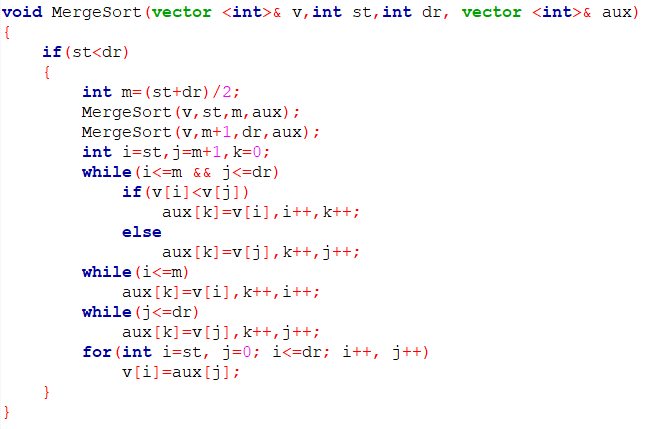 void MergeSort(vector <int>& v,int st,int dr, vector <int>& aux)
{
    if(st<dr)
    {
        int m=(st+dr)/2;
        MergeSort(v,st,m,aux);
        MergeSort(v,m+1,dr,aux);
        int i=st,j=m+1,k=0;
        while(i<=m && j<=dr)
            if(v[i]<v[j])
                aux[k]=v[i],i++,k++;
            else
                aux[k]=v[j],k++,j++;
        while(i<=m)
            aux[k]=v[i],k++,i++;
        while(j<=dr)
            aux[k]=v[j],k++,j++;
        for(int i=st, j=0; i<=dr; i++, j++)
            v[i]=aux[j];
    }
}